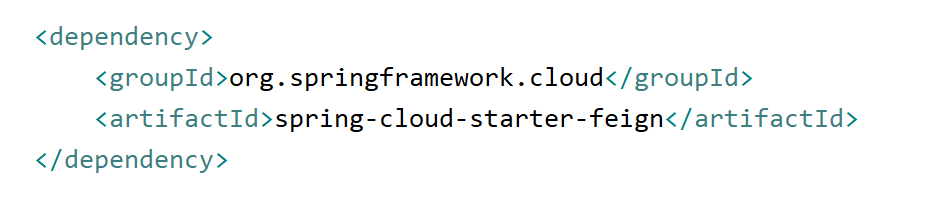 <dependency>
    <groupId>org.springframework.cloud</groupId>
    <artifactId>spring-cloud-starter-feign</artifactId>
</dependency>